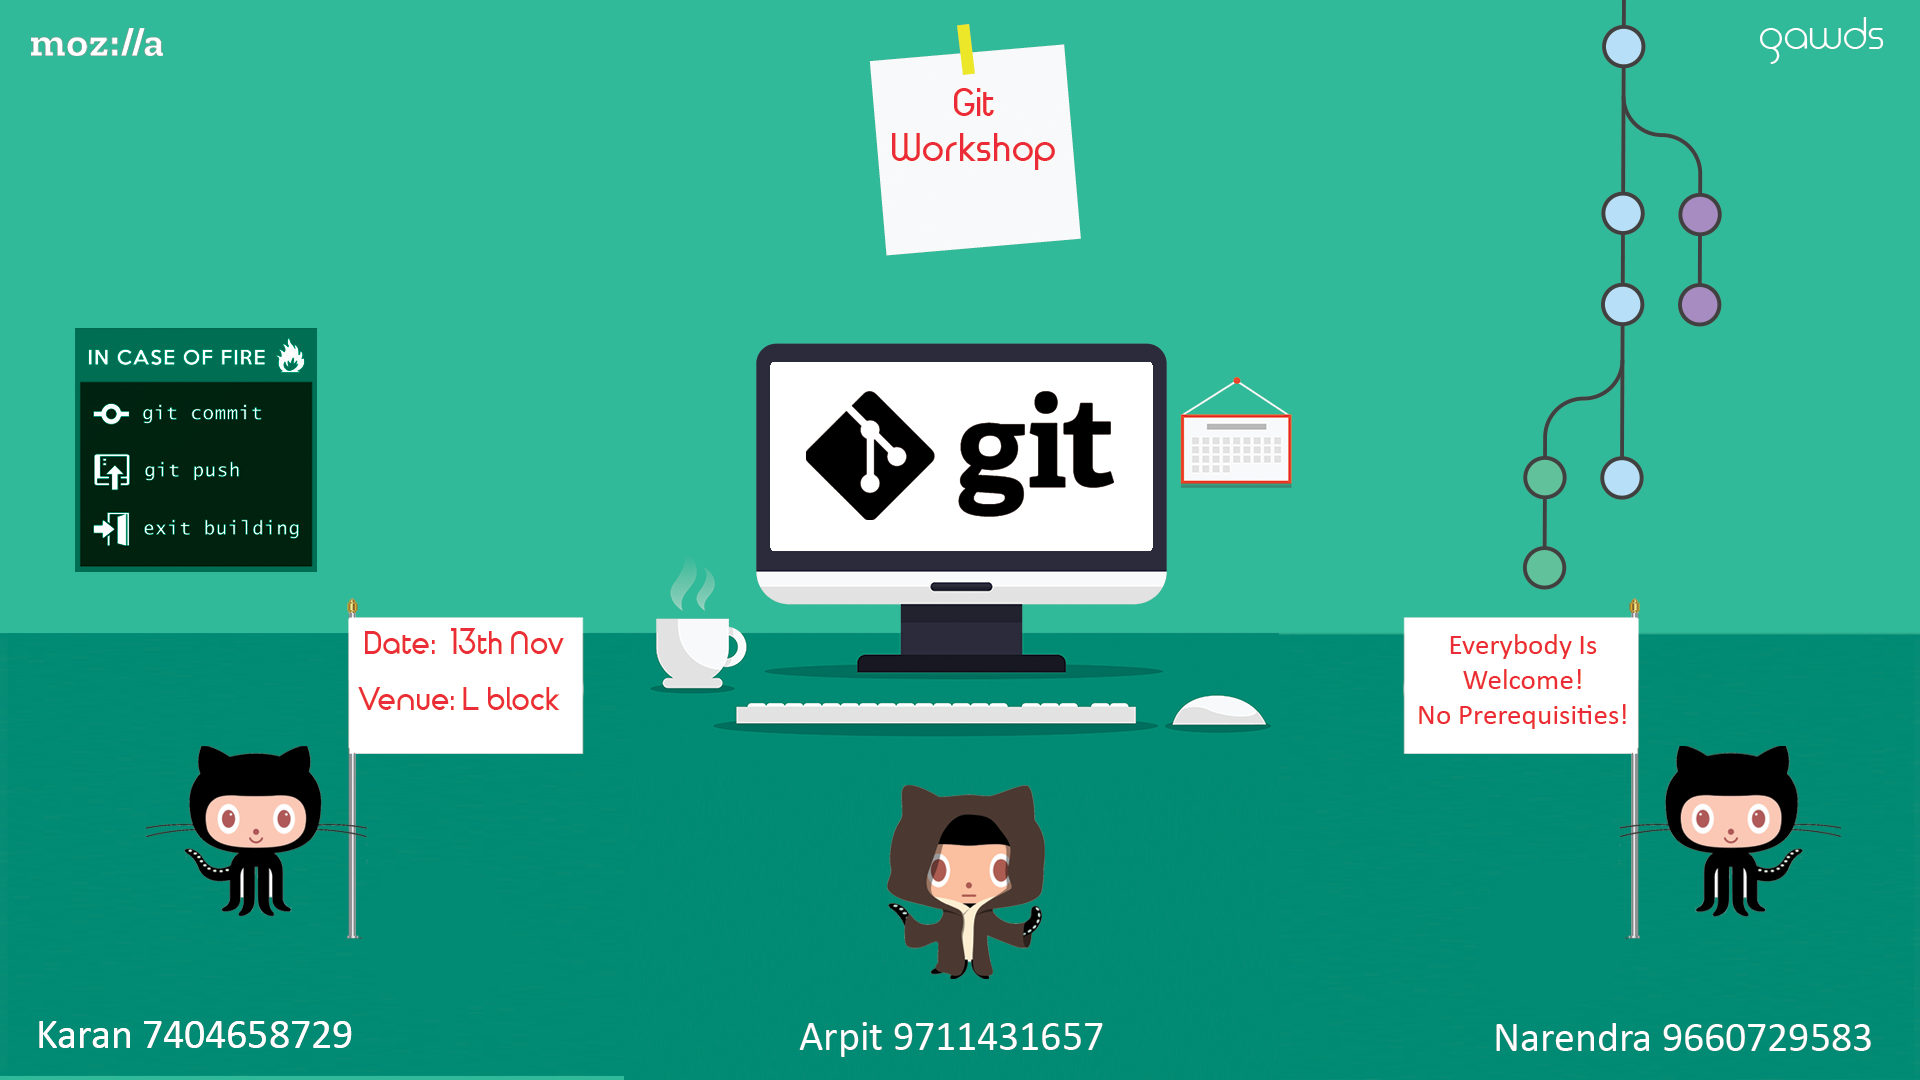 moz://a
gawds
Git
Workshop
IN CASE OF FIRE
git commit
git push
exit building
git
Date: 13th Nov
Venue: L block
Everybody Is
Welcome!
No Prerequisities!
Karan 7404658729
Arpit 9711431657
Narendra 9660729583